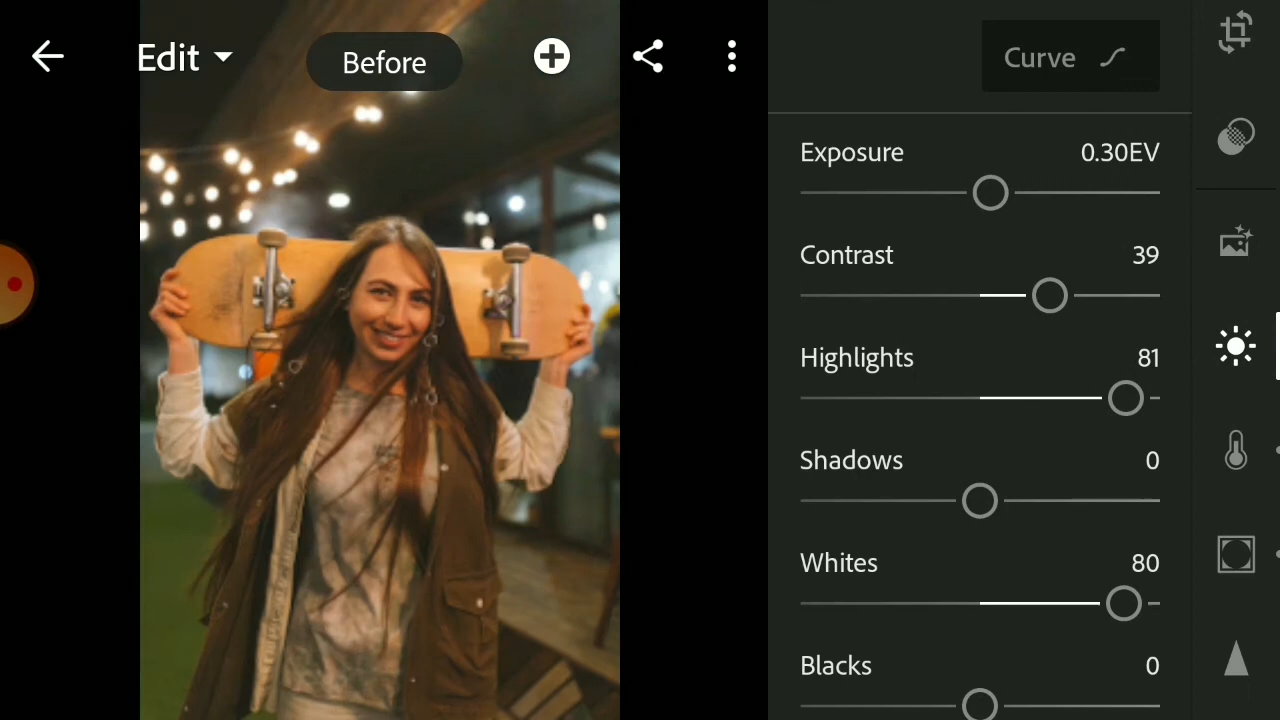 Edit
Before
Curve
Exposure 0.30EV
Contrast 39
Highlights 81
Shadows 0
Whites 80
Blacks 0